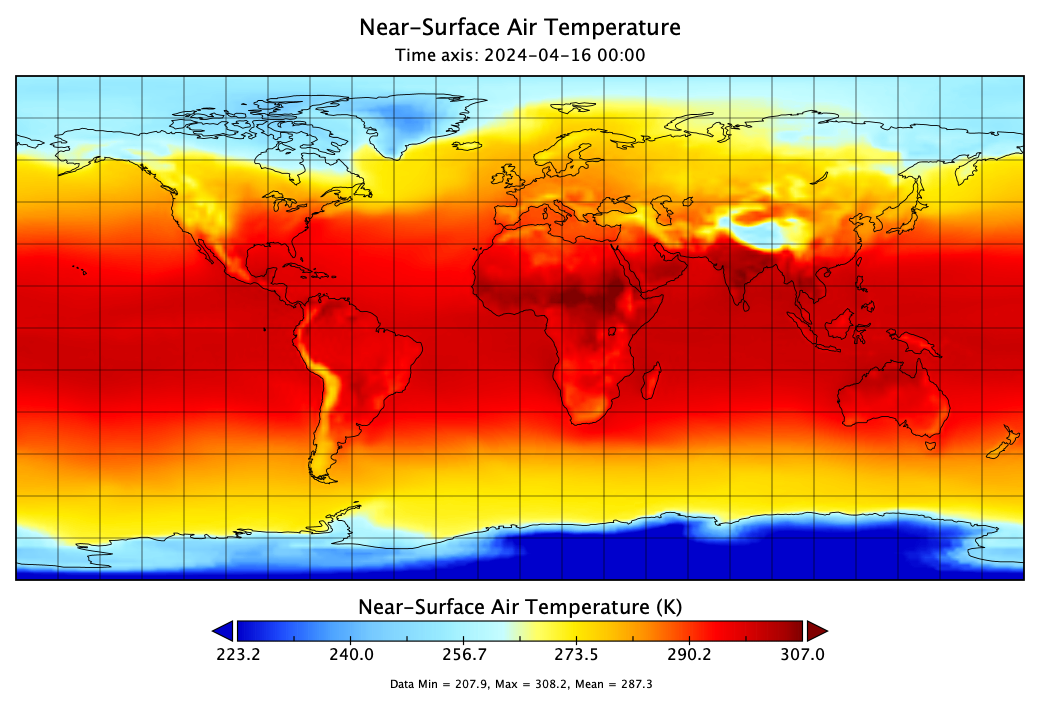 Near-Surface Air Temperature
Time axis: 2024-04-16 00:00
Near-Surface Air Temperature (K)
223.2 240.0 256.7 273.5 290.2 307.0
Data Min = 207.9, Max = 308.2, Mean = 287.3